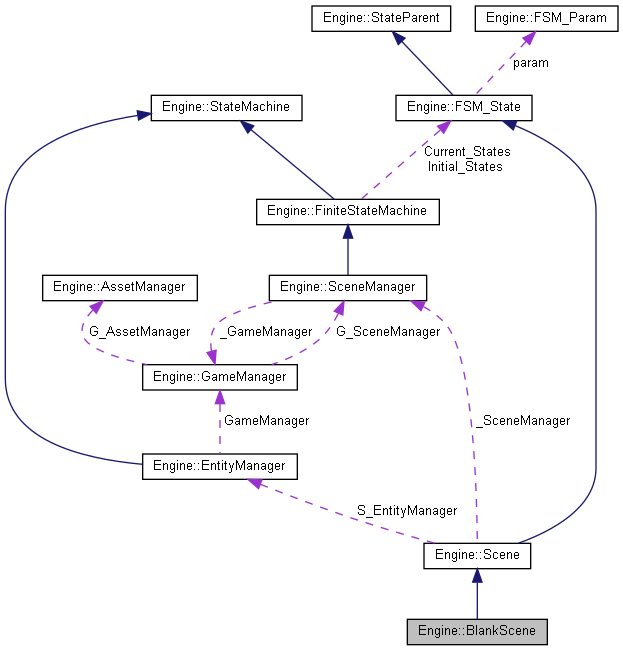 Engine::StateParent
Engine::FSM_Param
param
Engine::StateMachine
Engine::FSM_State
Current_States
Initial_States
Engine::FiniteStateMachine
Engine::AssetManager
Engine::SceneManager
G_AssetManager
_GameManager
G_SceneManager
Engine::GameManager
GameManager
_SceneManager
Engine::EntityManager
S_EntityManager
Engine::Scene
Engine::BlankScene